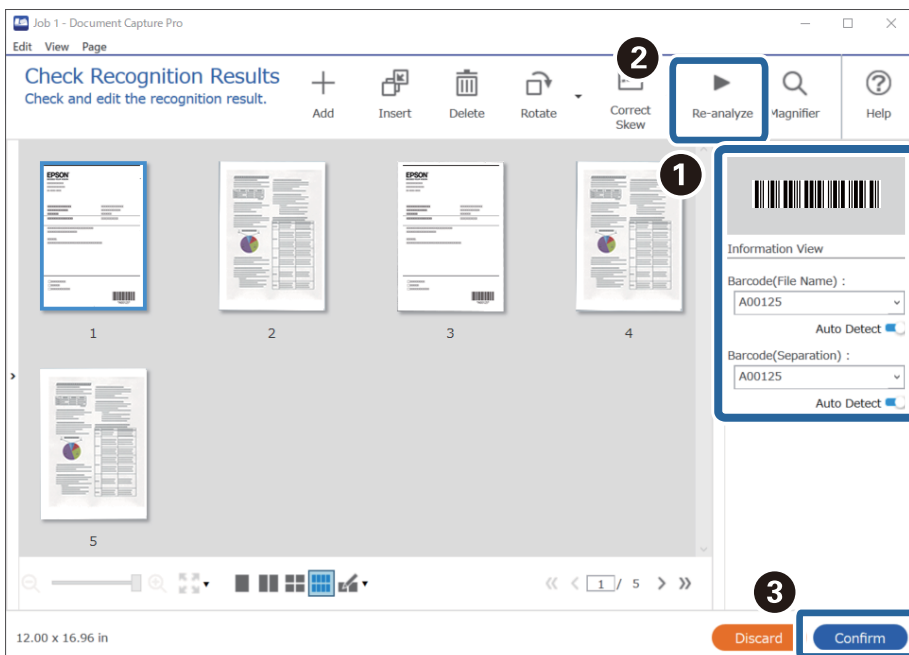 Job 1 - Document Capture Pro
Edit View Page
Check Recognition Results
Check and edit the recognition result.
Add
Insert
Delete
Rotate
Correct
Skew
Re-analyze
Magnifier
Help
2
1
EPSON
EPSON
1
2
3
4
5
Information View
Barcode(File Name) :
A00125
Auto Detect
Barcode(Separation) :
A00125
Auto Detect
1 / 5
3
12.00 x 16.96 in
Discard
Confirm